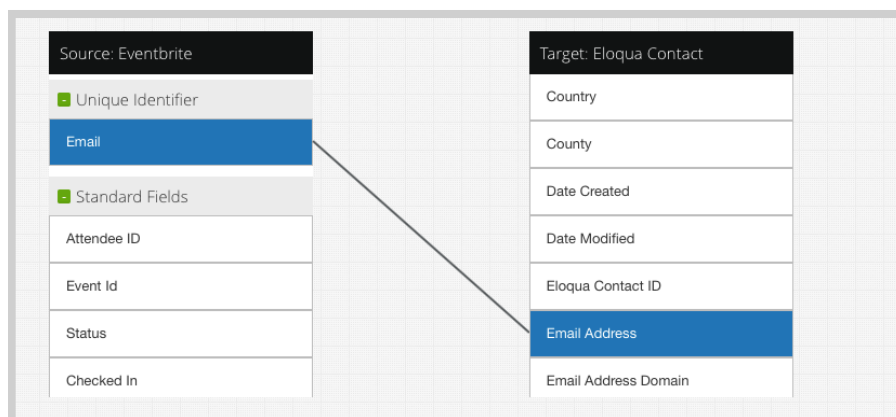 Source: Eventbrite
Unique Identifier
Email
Standard Fields
Attendee ID
Event Id
Status
Checked In
Target: Eloqua Contact
Country
County
Date Created
Date Modified
Eloqua Contact ID
Email Address
Email Address Domain